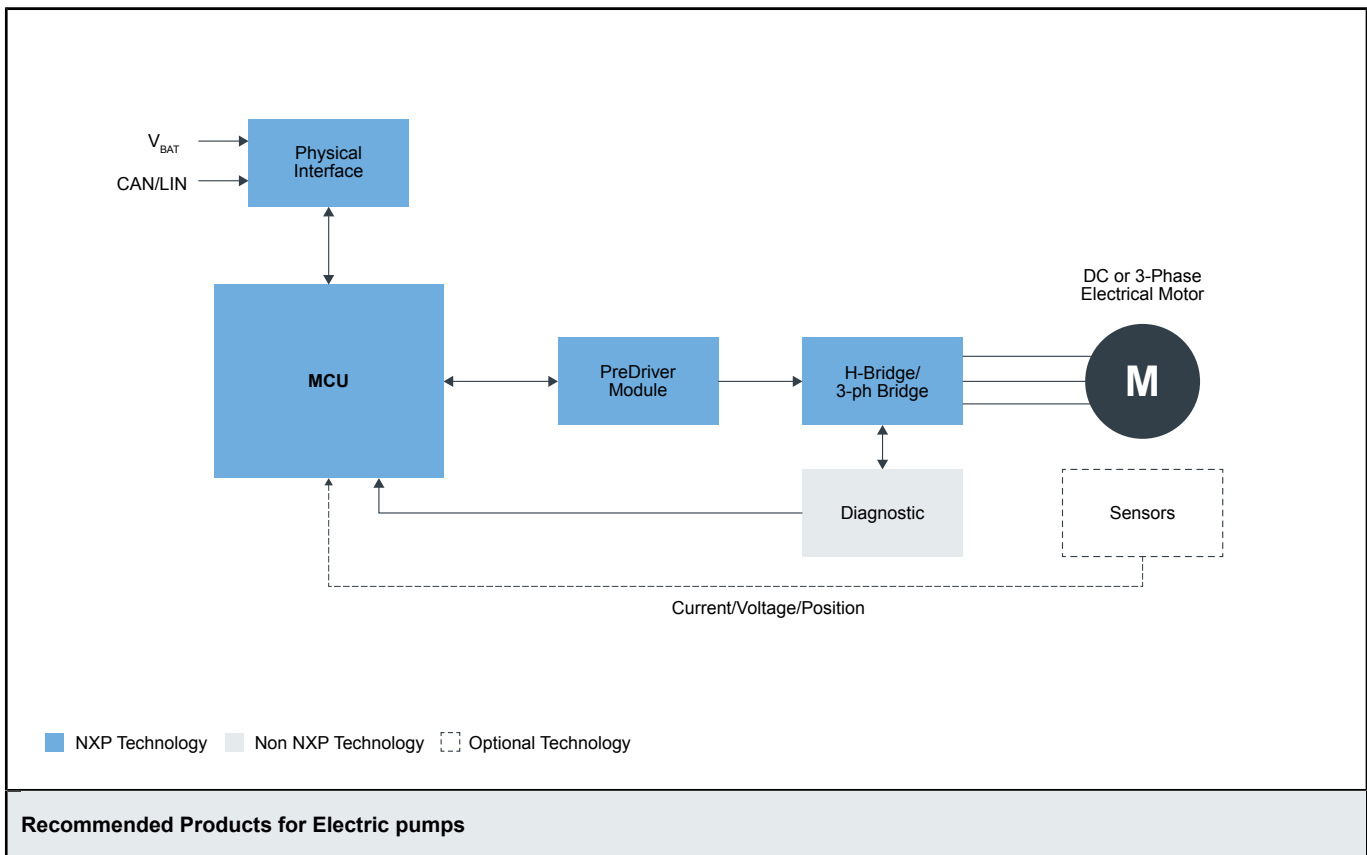 V_BAT
CAN/LIN
Physical
Interface
MCU
PreDriver
Module
H-Bridge/
3-ph Bridge
DC or 3-Phase
Electrical Motor
M
Diagnostic
Sensors
Current/Voltage/Position
NXP Technology
Non NXP Technology
Optional Technology
Recommended Products for Electric pumps